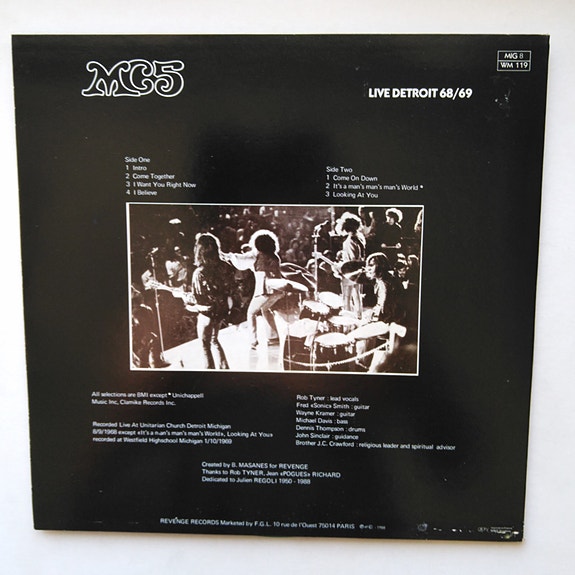 MC5
MIG 8
WM 119
LIVE DETROIT 68/69
Side One
1 Intro
2 Come Together
3 I Want You Right Now
4 I Believe
Side Two
1 Come On Down
2 It's a man's man's man's World *
3 Looking At You
All selections are BMI except * Unichappell
Music Inc, Clamike Records Inc.
Recorded Live At Unitarian Church Detroit Michigan
8/9/1968 except «It's a man's man's man's World», Looking At You»
recorded at Westfield Highschool Michigan 1/10/1969
Rob Tyner : lead vocals
Fred «Sonic» Smith : guitar
Wayne Kramer : guitar
Michael Davis : bass
Dennis Thompson : drums
John Sinclair : guidance
Brother J.C. Crawford : religious leader and spiritual advisor
Created by B. MASANES for REVENGE
Thanks to Rob TYNER, Jean «POGUES» RICHARD
Dedicated to Julien REGOLI 1950 - 1988
REVENGE RECORDS Marketed by F.G.L. 10 rue de l'Ouest 75014 PARIS ℗ © 1988